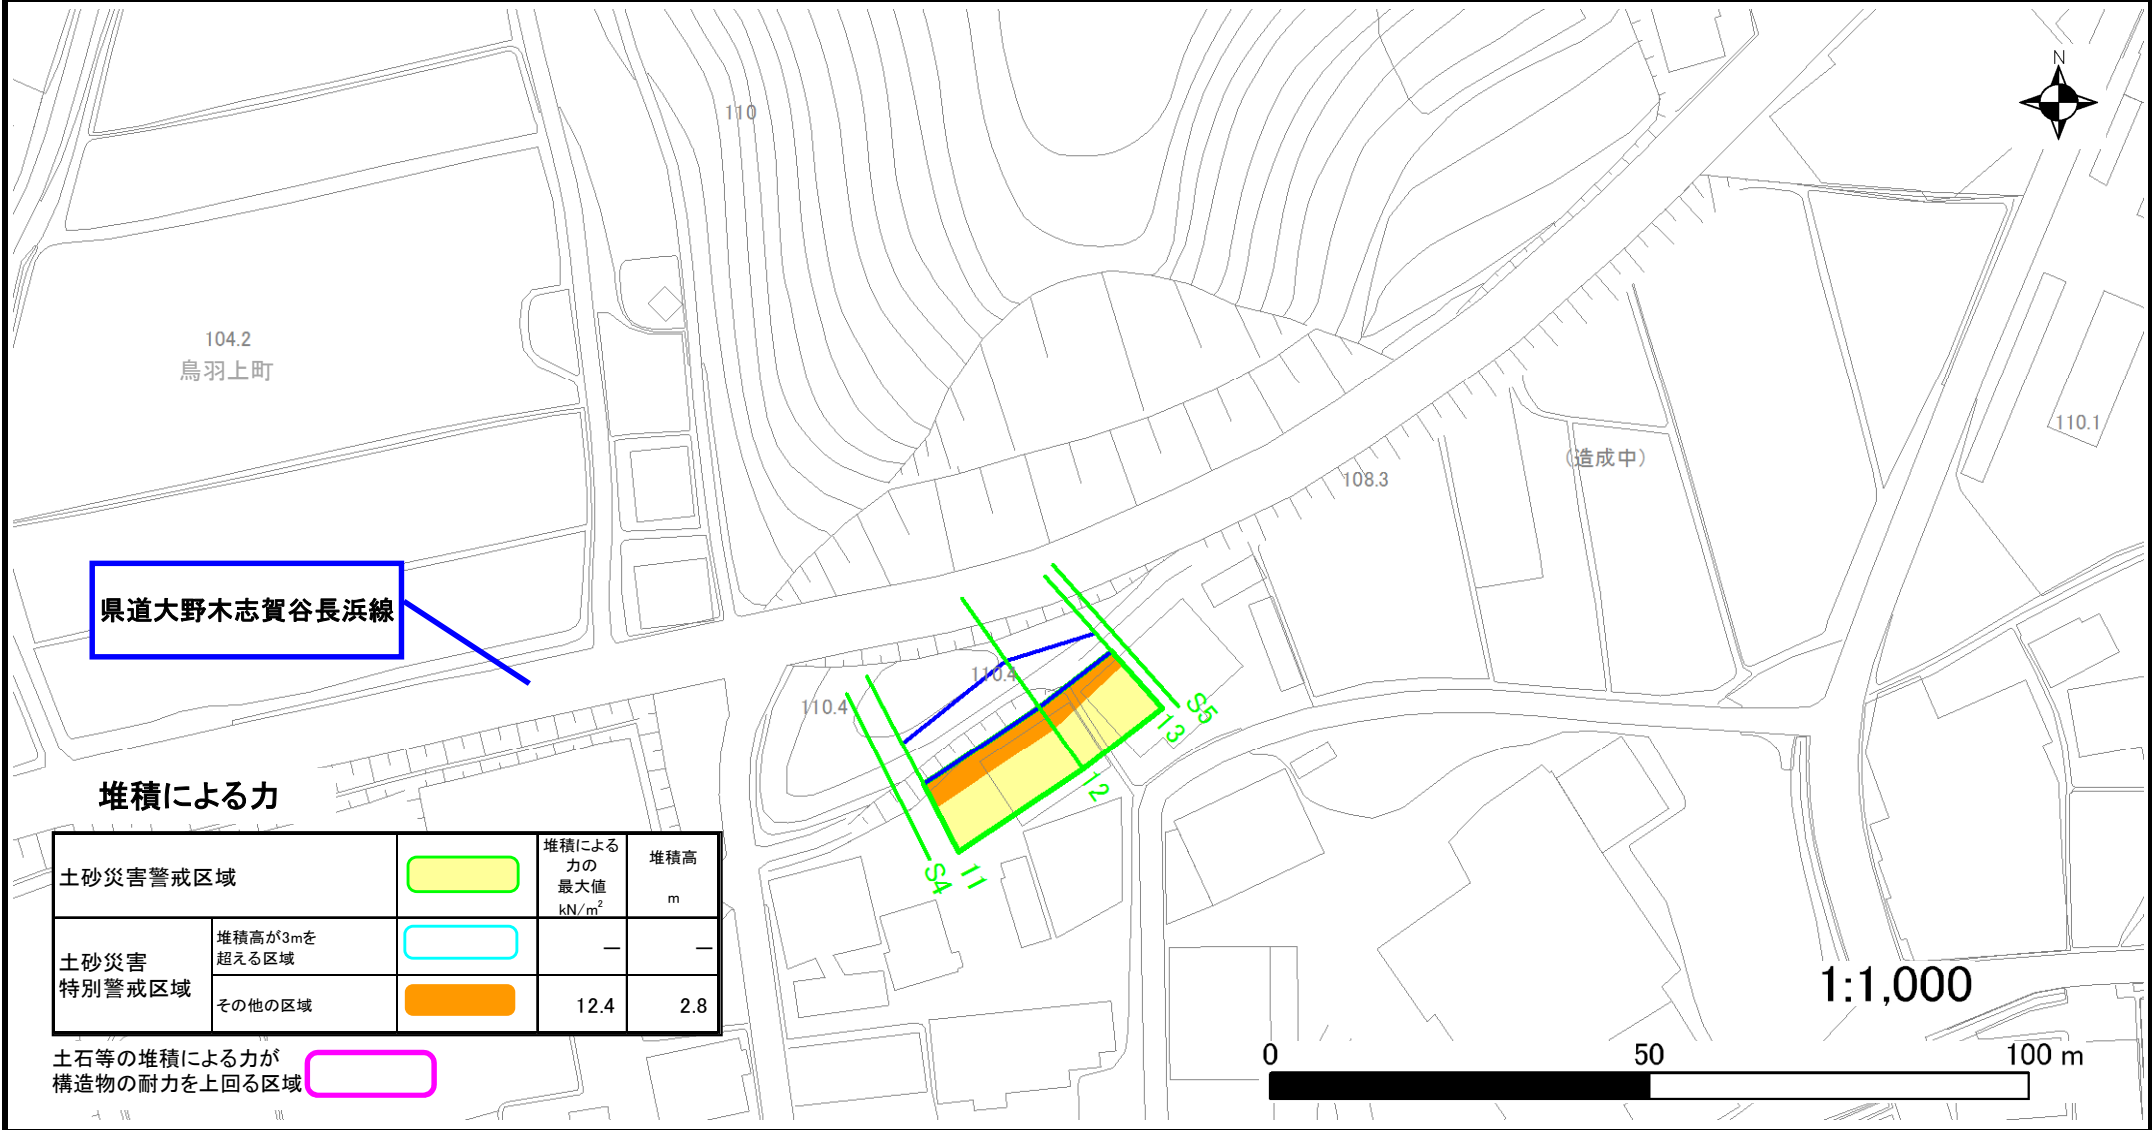 N
110
104.2
鳥羽上町
110.1
(造成中)
108.3
県道大野木志賀谷長浜線
110.4
110.4
S5
13
12
S4
11
堆積による力
土砂災害警戒区域
堆積による
力の
最大値
kN/m²
堆積高
m
土砂災害
特別警戒区域
堆積高が3mを
超える区域
―
―
その他の区域
12.4
2.8
土石等の堆積による力が
構造物の耐力を上回る区域
1:1,000
0
50
100 m